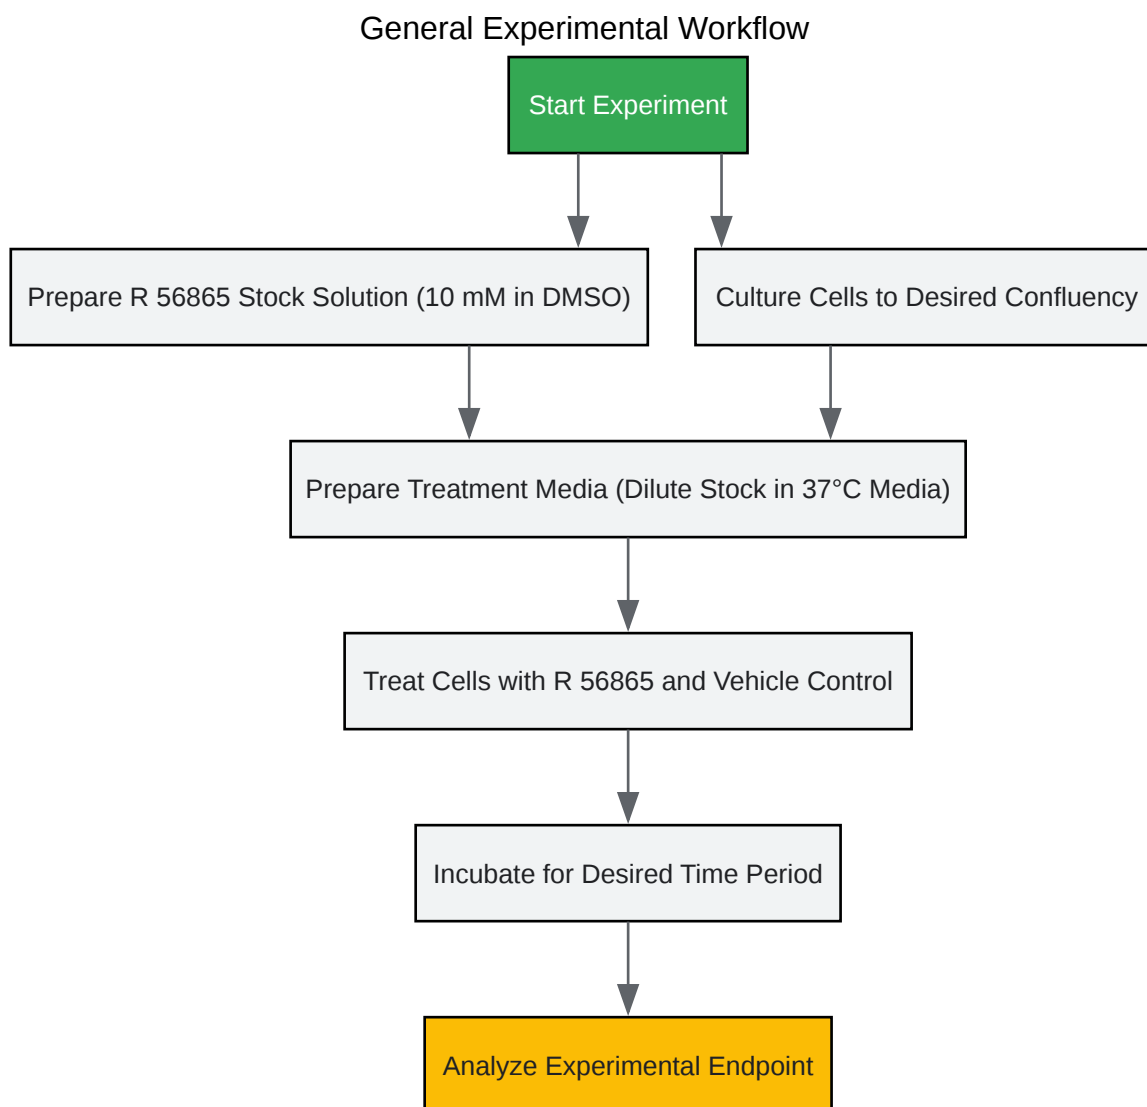 General Experimental Workflow
Start Experiment
Prepare R 56865 Stock Solution (10 mM in DMSO)
Culture Cells to Desired Confluency
Prepare Treatment Media (Dilute Stock in 37°C Media)
Treat Cells with R 56865 and Vehicle Control
Incubate for Desired Time Period
Analyze Experimental Endpoint